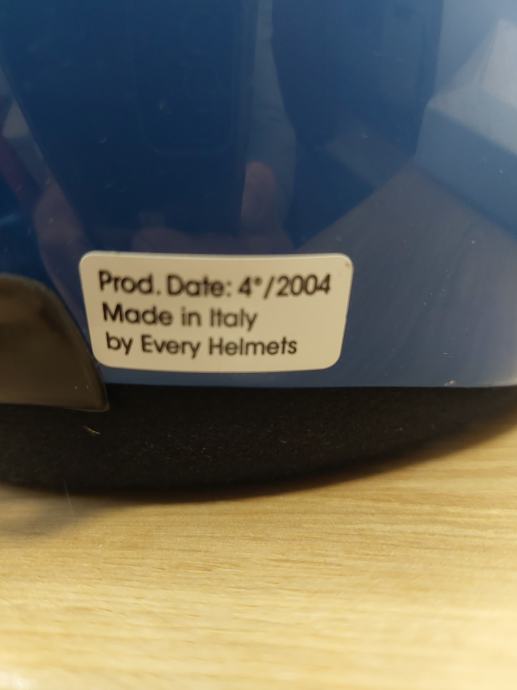 Prod. Date: 4°/2004
Made in Italy
by Every Helmets